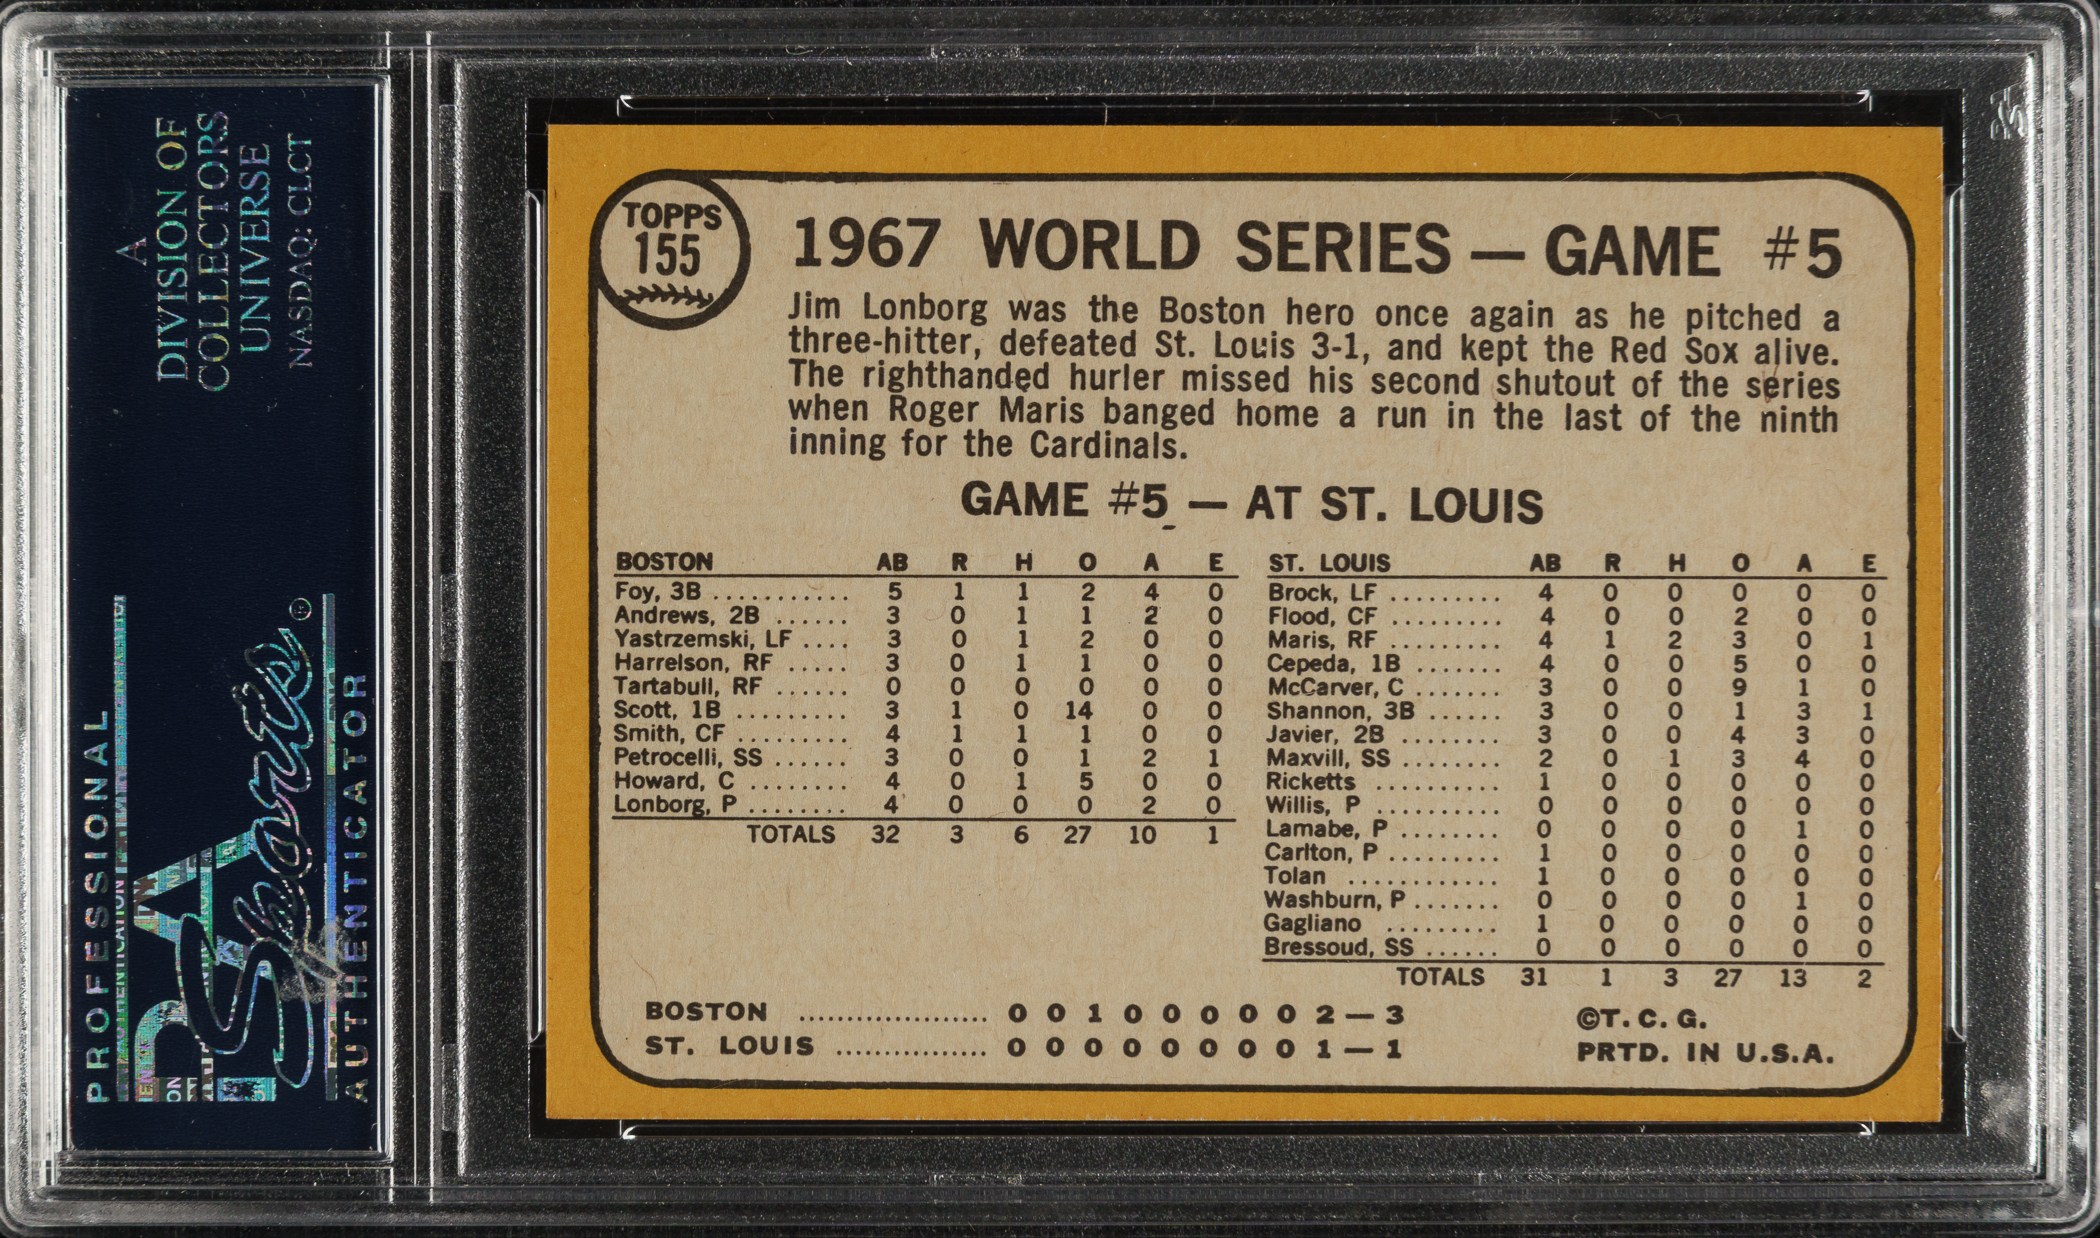 A
DIVISION OF
COLLECTORS
UNIVERSE
NASDAQ: CLCT
PROFESSIONAL
PSA
Sports®
AUTHENTICATOR
TOPPS
155
1967 WORLD SERIES — GAME #5
Jim Lonborg was the Boston hero once again as he pitched a
three-hitter, defeated St. Louis 3-1, and kept the Red Sox alive.
The righthanded hurler missed his second shutout of the series
when Roger Maris banged home a run in the last of the ninth
inning for the Cardinals.
GAME #5 — AT ST. LOUIS
BOSTON AB R H O A E
Foy, 3B ........... 5 1 1 2 4 0
Andrews, 2B ...... 3 0 1 1 2 0
Yastrzemski, LF .... 3 0 1 2 0 0
Harrelson, RF ..... 3 0 1 1 0 0
Tartabull, RF ...... 0 0 0 0 0 0
Scott, 1B ......... 3 1 0 14 0 0
Smith, CF ......... 4 1 1 1 0 0
Petrocelli, SS ...... 3 0 0 1 2 1
Howard, C ........ 4 0 1 5 0 0
Lonborg, P ........ 4 0 0 0 2 0
TOTALS 32 3 6 27 10 1
ST. LOUIS AB R H O A E
Brock, LF ......... 4 0 0 0 0 0
Flood, CF ......... 4 0 0 2 0 0
Maris, RF ......... 4 1 2 3 0 1
Cepeda, 1B ....... 4 0 0 5 0 0
McCarver, C ....... 3 0 0 9 1 0
Shannon, 3B ...... 3 0 0 1 3 1
Javier, 2B ........ 3 0 0 4 3 0
Maxvill, SS ........ 2 0 1 3 4 0
Ricketts .......... 1 0 0 0 0 0
Willis, P .......... 0 0 0 0 0 0
Lamabe, P ........ 0 0 0 0 1 0
Carlton, P ......... 1 0 0 0 0 0
Tolan ............ 1 0 0 0 0 0
Washburn, P ....... 0 0 0 0 1 0
Gagliano ......... 1 0 0 0 0 0
Bressoud, SS ...... 0 0 0 0 0 0
TOTALS 31 1 3 27 13 2
BOSTON ................... 0 0 1 0 0 0 0 0 2 — 3
ST. LOUIS ................ 0 0 0 0 0 0 0 0 1 — 1
©T. C. G.
PRTD. IN U.S.A.